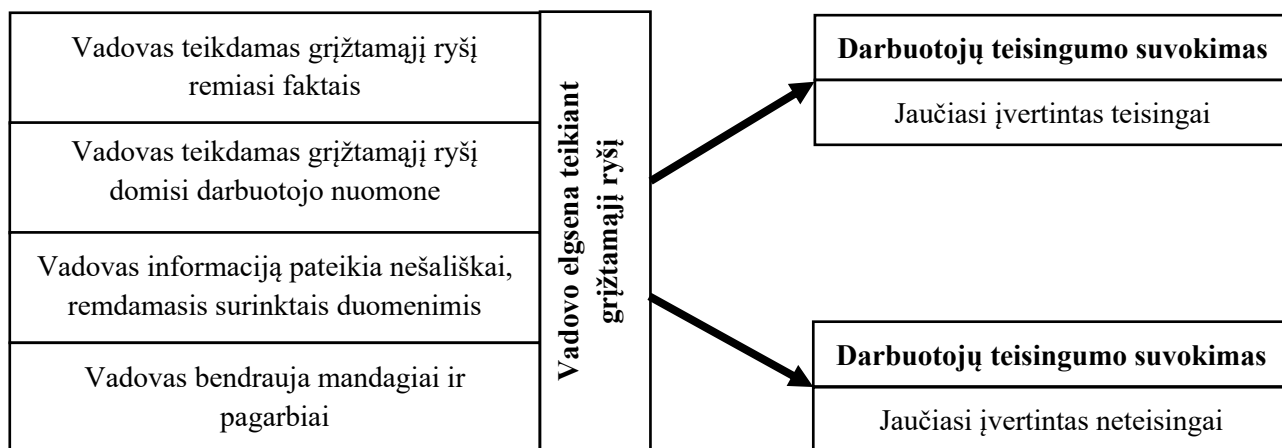 Vadovas teikdamas grįžtamąjį ryšį
remiasi faktais
Vadovas teikdamas grįžtamąjį ryšį
domisi darbuotojo nuomone
Vadovas informaciją pateikia nešališkai,
remdamasis surinktais duomenimis
Vadovas bendrauja mandagiai ir
pagarbiai
Vadovo elgsena teikiant
grįžtamąjį ryšį
Darbuotojų teisingumo suvokimas
Jaučiasi įvertintas teisingai
Darbuotojų teisingumo suvokimas
Jaučiasi įvertintas neteisingai